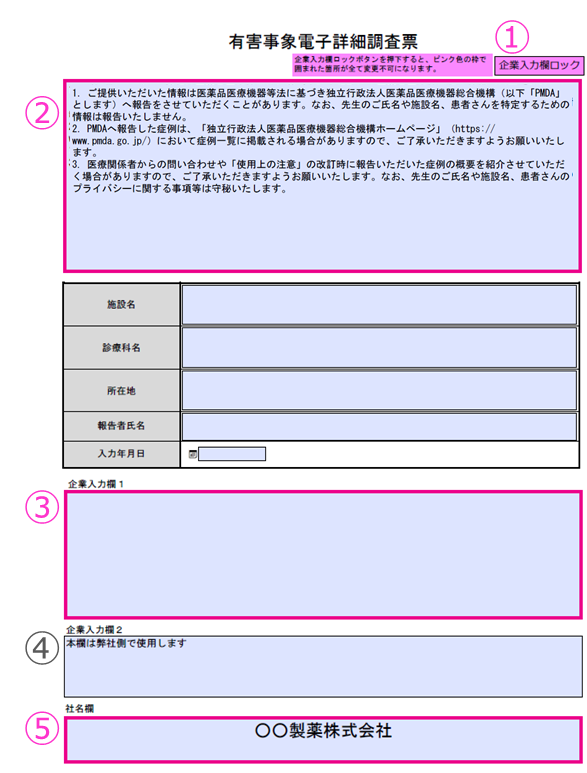 有害事象電子詳細調査票
①
企業入力欄ロックボタンを押下すると、ピンク色の枠で
囲まれた箇所が全て変更不可になります。
企業入力欄ロック
②
1. ご提供いただいた情報は医薬品医療機器等法に基づき独立行政法人医薬品医療機器総合機構（以下「PMDA」
とします）へ報告をさせていただくことがあります。なお、先生のご氏名や施設名、患者さんを特定するための
情報は報告いたしません。
2. PMDAへ報告した症例は、「独立行政法人医薬品医療機器総合機構ホームページ」（https://
www.pmda.go.jp/）において症例一覧に掲載される場合がありますので、ご了承いただきますようお願いいたし
ます。
3. 医療関係者からの問い合わせや「使用上の注意」の改訂時に報告いただいた症例の概要を紹介させていただ
く場合がありますので、ご了承いただきますようお願いいたします。なお、先生のご氏名や施設名、患者さんの
プライバシーに関する事項等は守秘いたします。
施設名
診療科名
所在地
報告者氏名
入力年月日
企業入力欄１
③
企業入力欄２
④
本欄は弊社側で使用します
社名欄
⑤
〇〇製薬株式会社